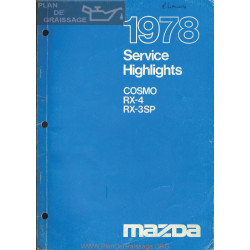 PLAN
DE
GRAISSAGE
1978
Service
Highlights
COSMO
RX-4
RX-3SP
mazda